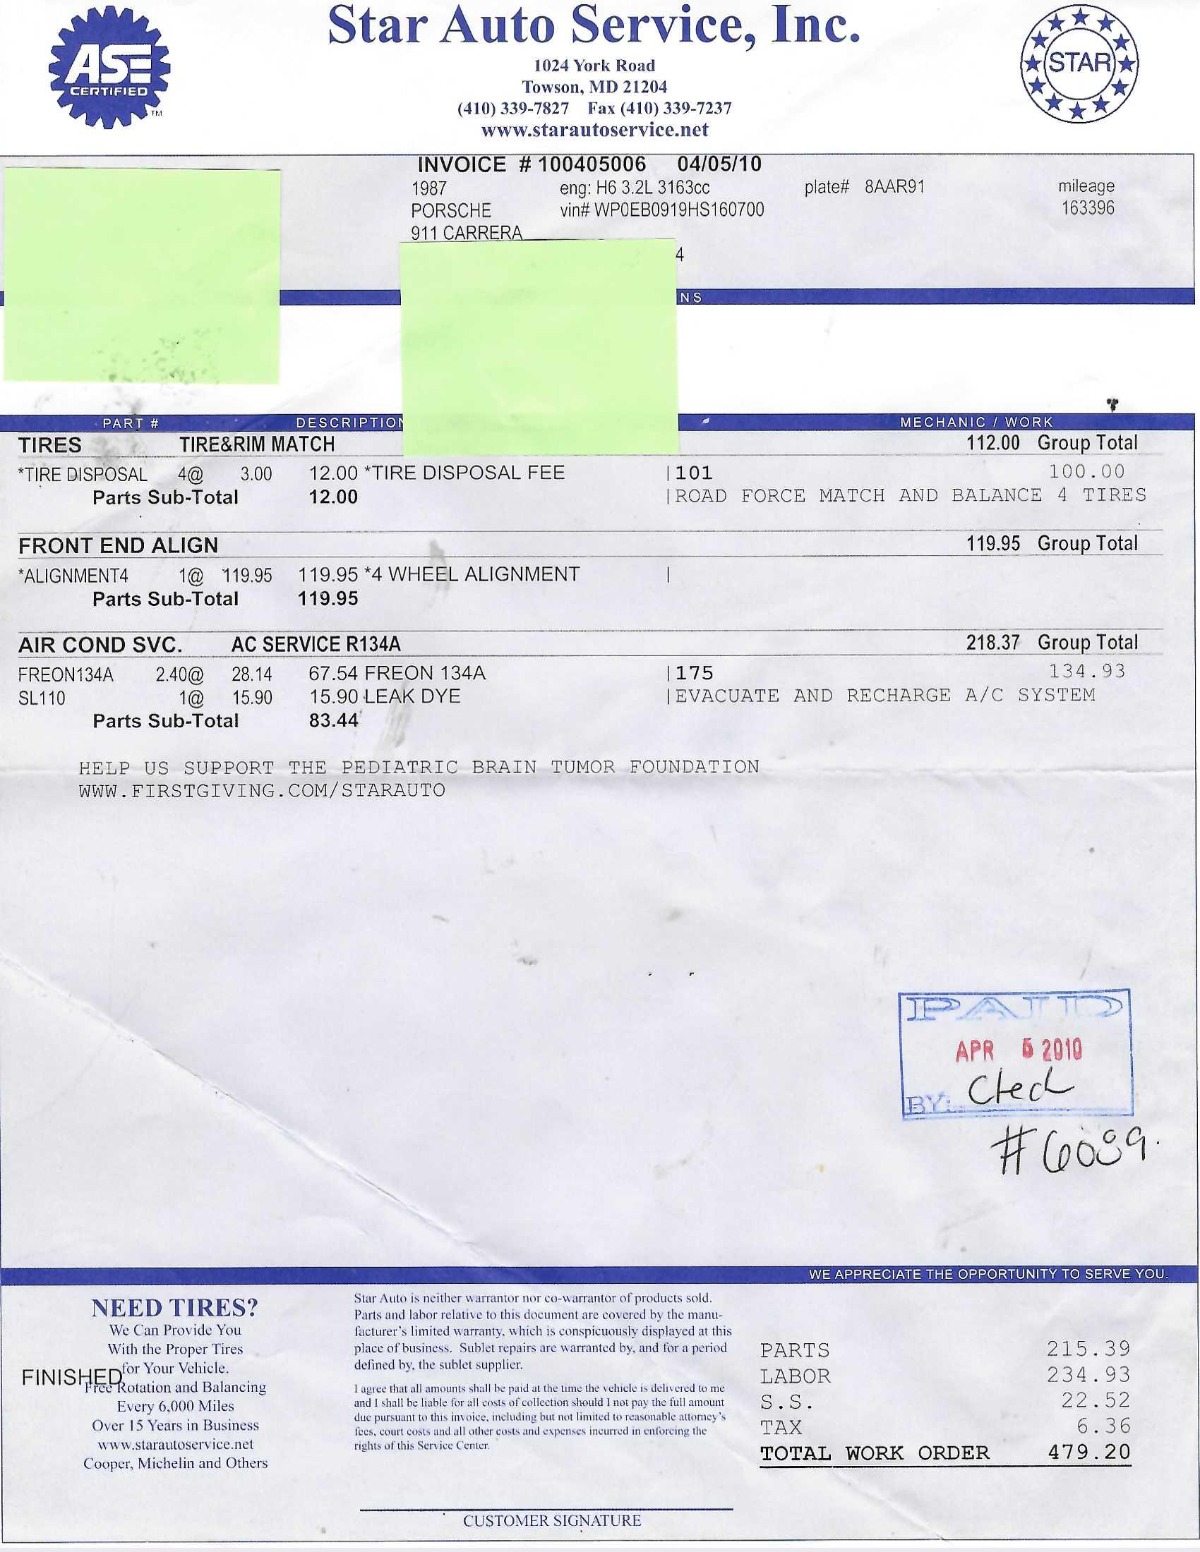 ASE
CERTIFIED
TM
Star Auto Service, Inc.
1024 York Road
Towson, MD 21204
(410) 339-7827 Fax (410) 339-7237
www.starautoservice.net
STAR
INVOICE # 100405006 04/05/10
1987 eng: H6 3.2L 3163cc plate# 8AAR91 mileage
PORSCHE vin# WP0EB0919HS160700 163396
911 CARRERA
4
NS
PART # DESCRIPTION MECHANIC / WORK
TIRES TIRE&RIM MATCH 112.00 Group Total
*TIRE DISPOSAL 4@ 3.00 12.00 *TIRE DISPOSAL FEE |101 100.00
Parts Sub-Total 12.00 |ROAD FORCE MATCH AND BALANCE 4 TIRES
FRONT END ALIGN 119.95 Group Total
*ALIGNMENT4 1@ 119.95 119.95 *4 WHEEL ALIGNMENT |
Parts Sub-Total 119.95
AIR COND SVC. AC SERVICE R134A 218.37 Group Total
FREON134A 2.40@ 28.14 67.54 FREON 134A |175 134.93
SL110 1@ 15.90 15.90 LEAK DYE |EVACUATE AND RECHARGE A/C SYSTEM
Parts Sub-Total 83.44
HELP US SUPPORT THE PEDIATRIC BRAIN TUMOR FOUNDATION
WWW.FIRSTGIVING.COM/STARAUTO
PAID
APR 5 2010
BY:
#6089.
WE APPRECIATE THE OPPORTUNITY TO SERVE YOU.
NEED TIRES?
We Can Provide You
With the Proper Tires
for Your Vehicle.
FINISHED
Free Rotation and Balancing
Every 6,000 Miles
Over 15 Years in Business
www.starautoservice.net
Cooper, Michelin and Others
Star Auto is neither warrantor nor co-warrantor of products sold.
Parts and labor relative to this document are covered by the manu-
facturer's limited warranty, which is conspicuously displayed at this
place of business. Sublet repairs are warranted by, and for a period
defined by, the sublet supplier.
I agree that all amounts shall be paid at the time the vehicle is delivered to me
and I shall be liable for all costs of collection should I not pay the full amount
due pursuant to this invoice, including but not limited to reasonable attorney's
fees, court costs and all other costs and expenses incurred in enforcing the
rights of this Service Center.
CUSTOMER SIGNATURE
PARTS 215.39
LABOR 234.93
S.S. 22.52
TAX 6.36
TOTAL WORK ORDER 479.20